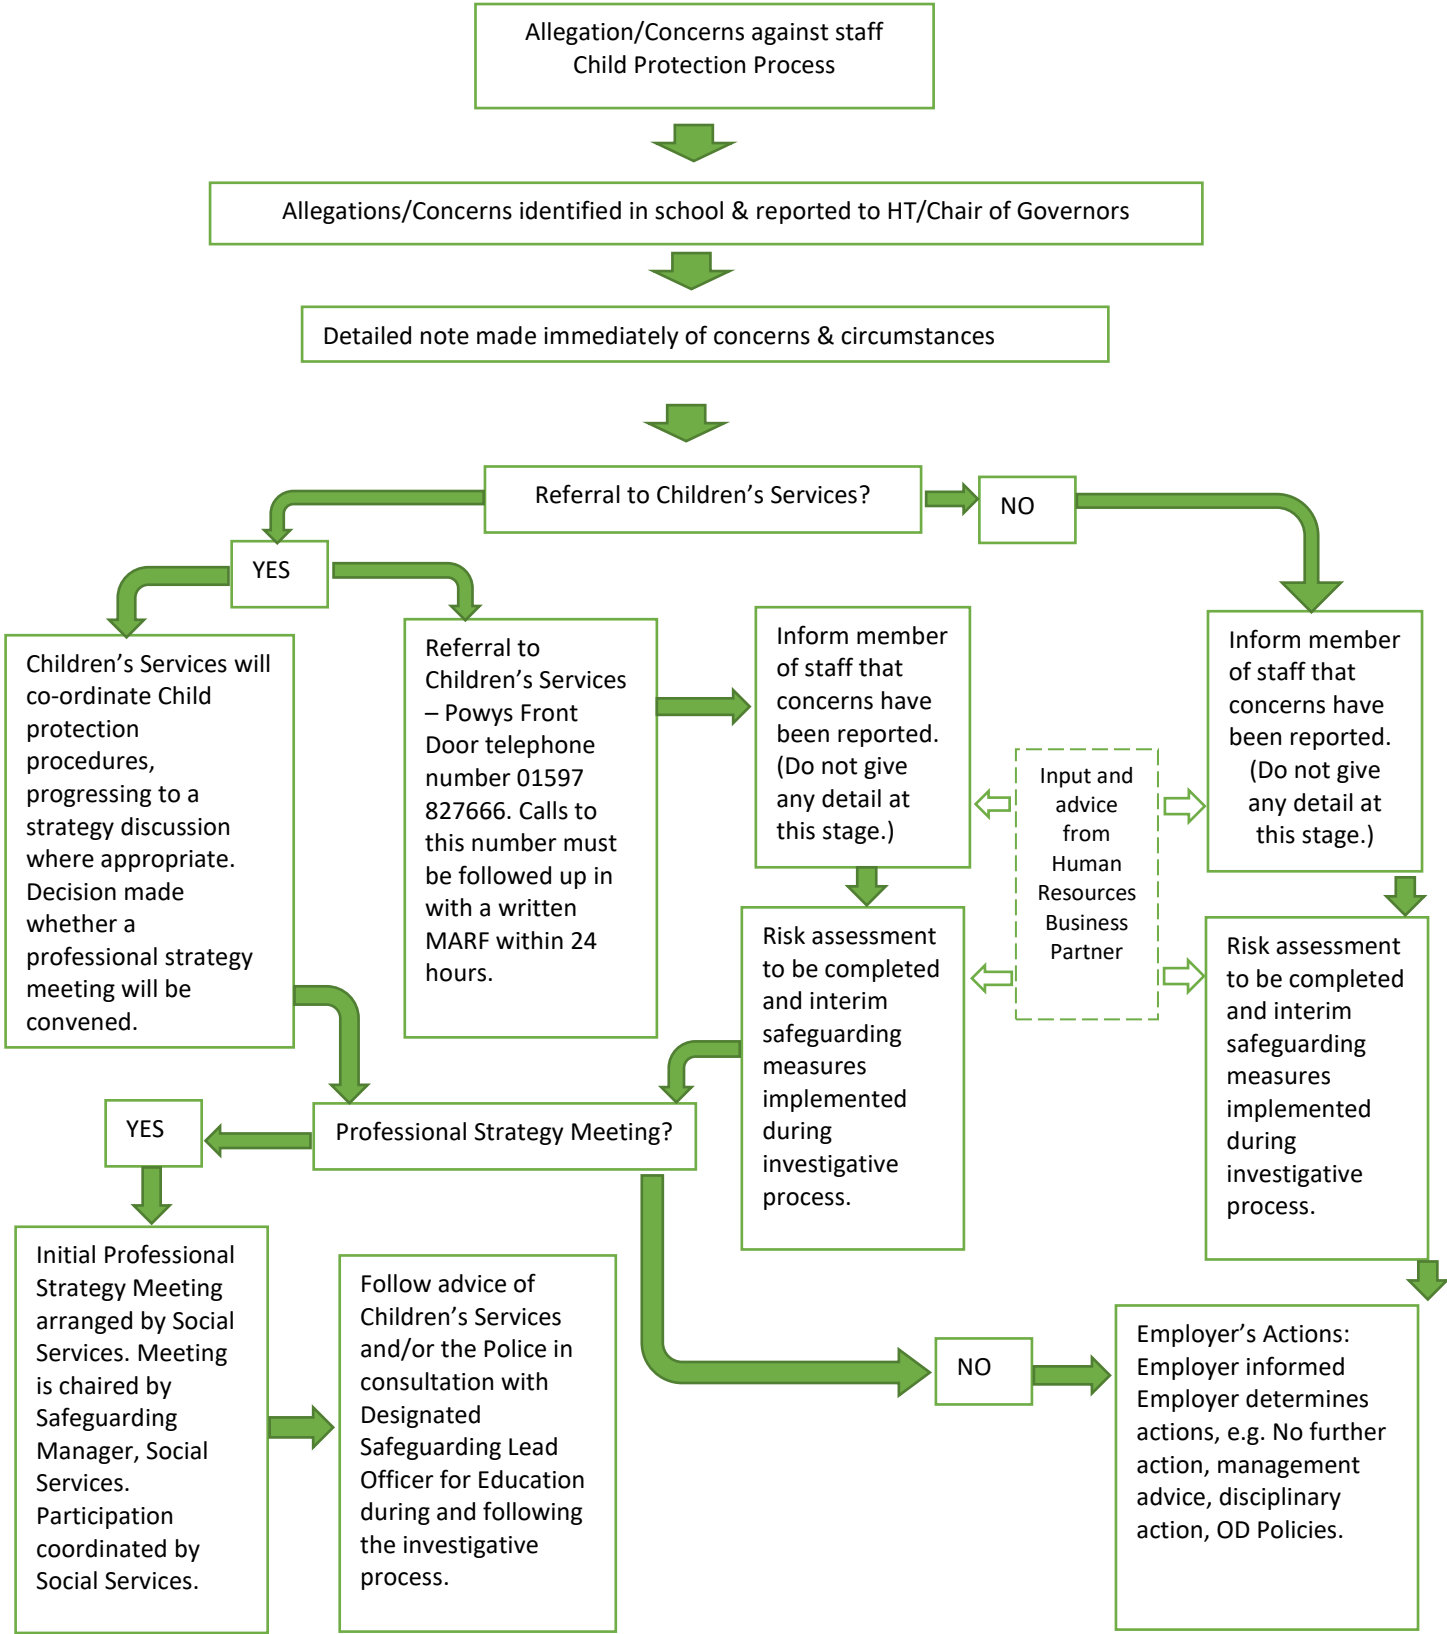 Allegation/Concerns against staff
Child Protection Process
Allegations/Concerns identified in school & reported to HT/Chair of Governors
Detailed note made immediately of concerns & circumstances
Referral to Children’s Services?
NO
YES
Children’s Services will
co-ordinate Child
protection
procedures,
progressing to a
strategy discussion
where appropriate.
Decision made
whether a
professional strategy
meeting will be
convened.
Referral to
Children’s Services
– Powys Front
Door telephone
number 01597
827666. Calls to
this number must
be followed up in
with a written
MARF within 24
hours.
Inform member
of staff that
concerns have
been reported.
(Do not give
any detail at
this stage.)
Input and
advice
from
Human
Resources
Business
Partner
Inform member
of staff that
concerns have
been reported.
(Do not give
any detail at
this stage.)
Risk assessment
to be completed
and interim
safeguarding
measures
implemented
during
investigative
process.
Risk assessment
to be completed
and interim
safeguarding
measures
implemented
during
investigative
process.
Professional Strategy Meeting?
YES
Initial Professional
Strategy Meeting
arranged by Social
Services. Meeting
is chaired by
Safeguarding
Manager, Social
Services.
Participation
coordinated by
Social Services.
Follow advice of
Children’s Services
and/or the Police in
consultation with
Designated
Safeguarding Lead
Officer for Education
during and following
the investigative
process.
NO
Employer’s Actions:
Employer informed
Employer determines
actions, e.g. No further
action, management
advice, disciplinary
action, OD Policies.